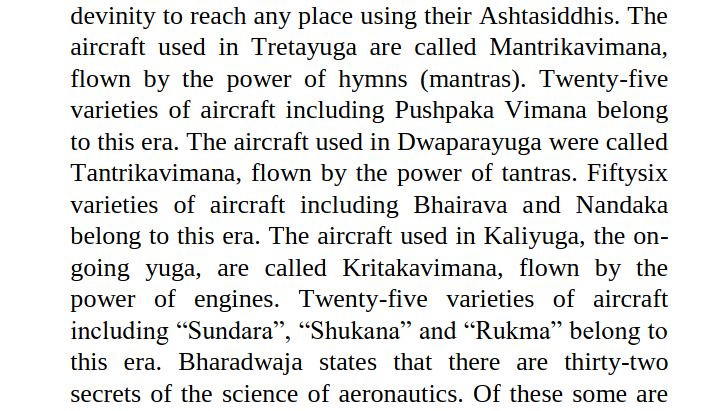 devinity to reach any place using their Ashtasiddhis. The
aircraft used in Tretayuga are called Mantrikavimana,
flown by the power of hymns (mantras). Twenty-five
varieties of aircraft including Pushpaka Vimana belong
to this era. The aircraft used in Dwaparayuga were called
Tantrikavimana, flown by the power of tantras. Fiftysix
varieties of aircraft including Bhairava and Nandaka
belong to this era. The aircraft used in Kaliyuga, the on-
going yuga, are called Kritakavimana, flown by the
power of engines. Twenty-five varieties of aircraft
including “Sundara”, “Shukana” and “Rukma” belong to
this era. Bharadwaja states that there are thirty-two
secrets of the science of aeronautics. Of these some are